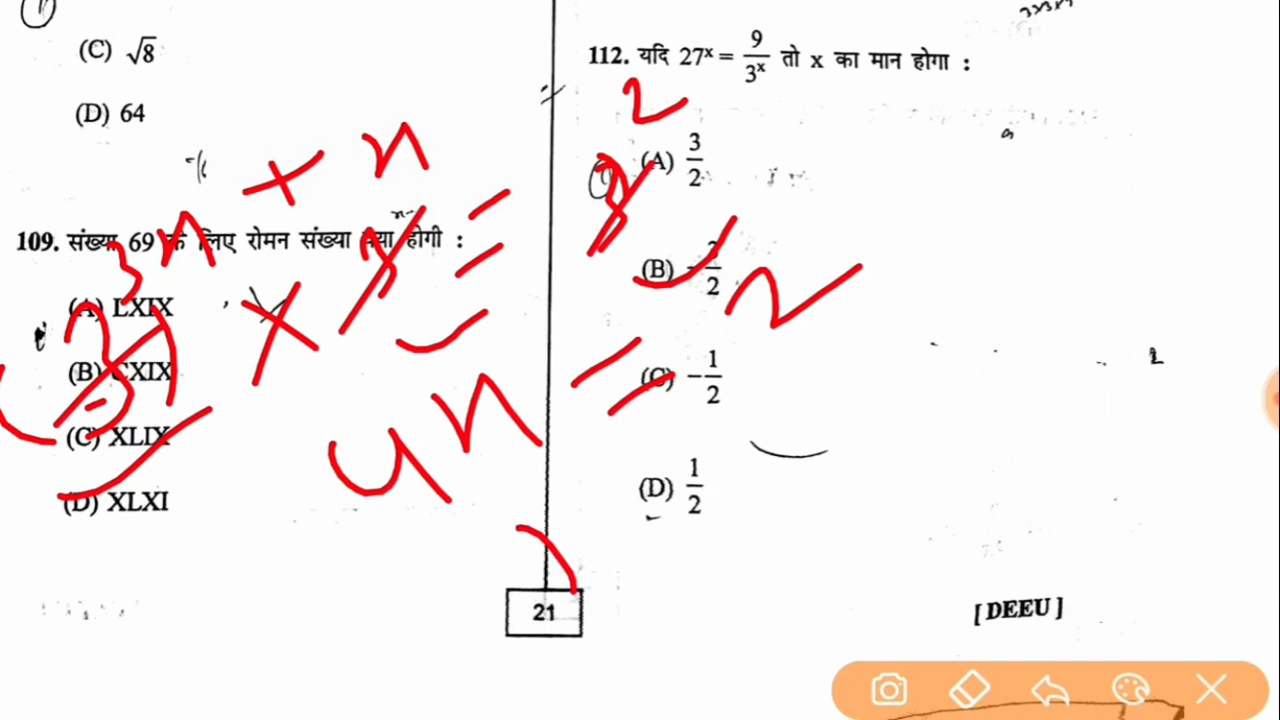 (C) √8
(D) 64
109. संख्या 69 के लिए रोमन संख्या क्या होगी :
(A) LXIX
(B) CXIX
(C) XLIX
(D) XLXI
3x + x = 2
4x = 2
112. यदि 27ˣ = 9/3ˣ तो x का मान होगा :
(A) 3/2
(B) - /2
(C) -1/2
(D) 1/2
21
[ DEEU ]